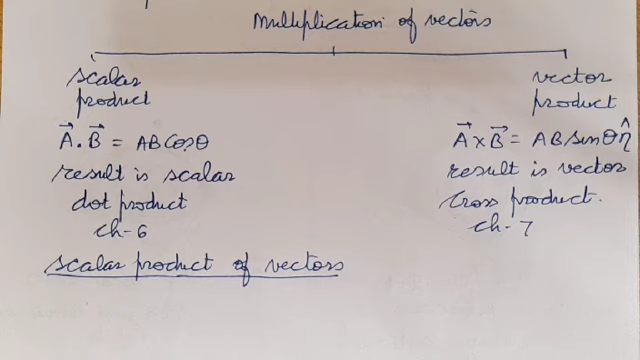 Multiplication of vectors
scalar
product
A⃗ . B⃗ = AB Cosθ
result is scalar
dot product
ch-6
vector
product
A⃗ × B⃗ = AB sinθ n̂
result is vector
Cross product.
ch-7
scalar product of vectors